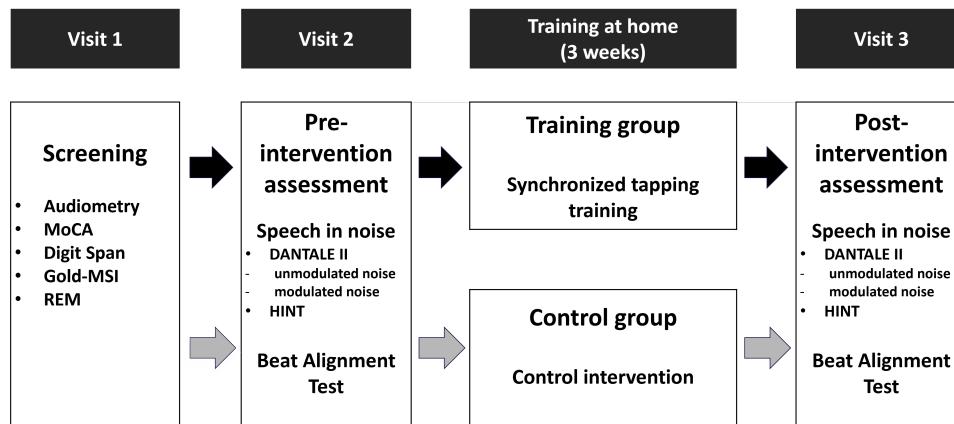 Visit 1
Visit 2
Training at home
(3 weeks)
Visit 3
Screening
• Audiometry
• MoCA
• Digit Span
• Gold-MSI
• REM
Pre-
intervention
assessment
Speech in noise
• DANTALE II
- unmodulated noise
- modulated noise
• HINT
Beat Alignment
Test
Training group
Synchronized tapping
training
Control group
Control intervention
Post-
intervention
assessment
Speech in noise
• DANTALE II
- unmodulated noise
- modulated noise
• HINT
Beat Alignment
Test